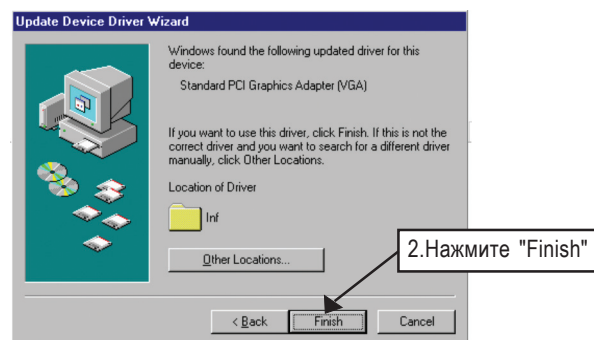 Update Device Driver Wizard
Windows found the following updated driver for this
device:
Standard PCI Graphics Adapter (VGA)
If you want to use this driver, click Finish. If this is not the
correct driver and you want to search for a different driver
manually, click Other Locations.
Location of Driver
Inf
Other Locations...
2.Нажмите "Finish"
< Back
Finish
Cancel